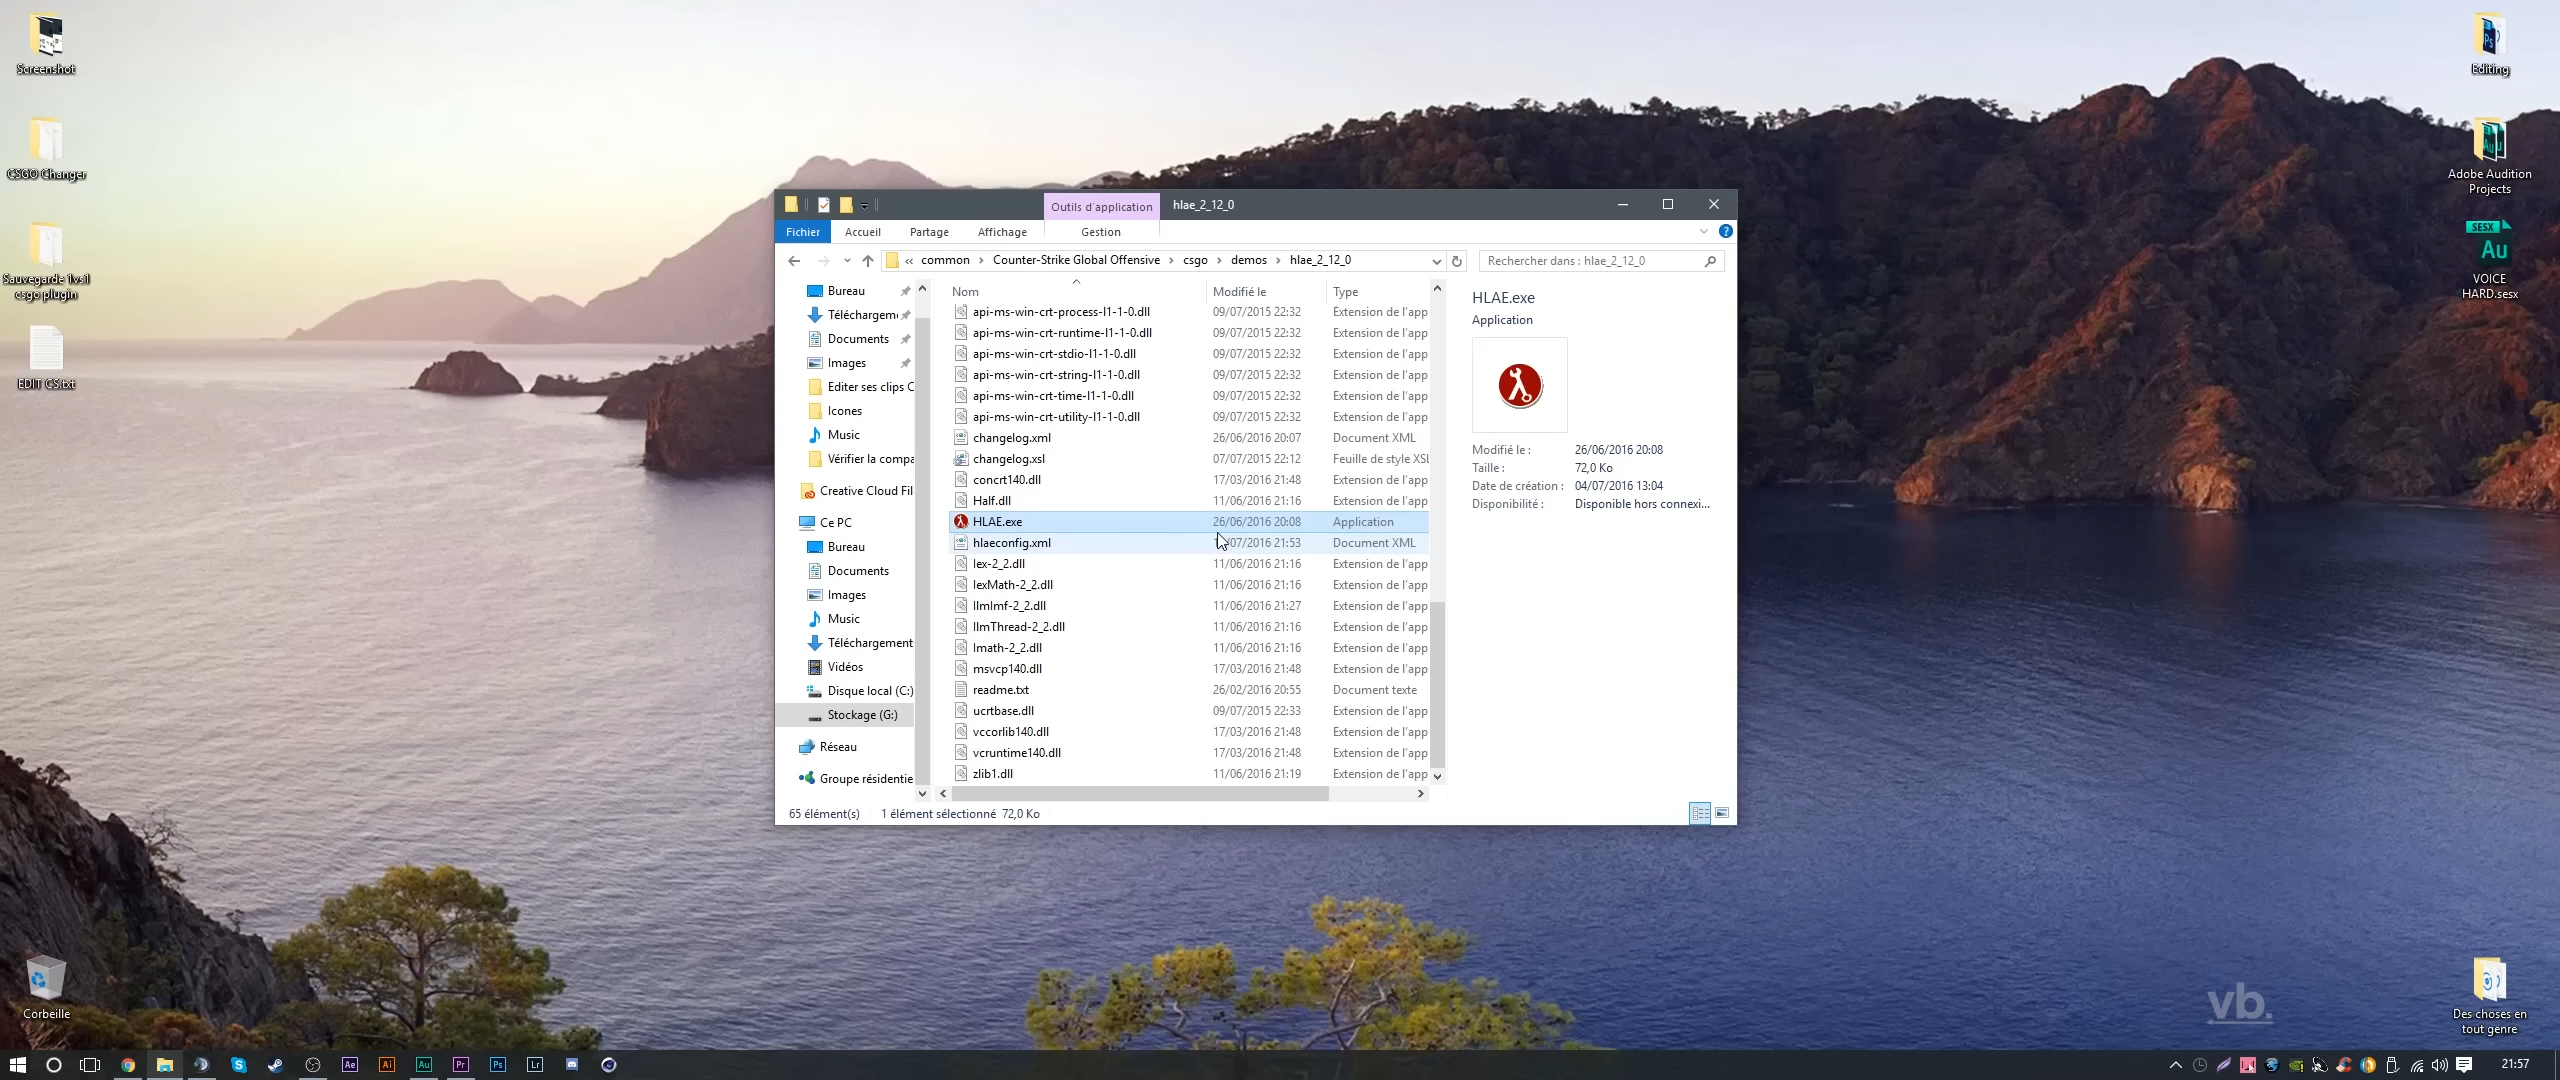 Screenshot
CSGO Changer
Sauvegarde 1vs1
csgo plugin
EDIT CS.txt
Corbeille
Editing
Adobe Audition
Projects
SESX
Au
VOICE
HARD.sesx
Des choses en
tout genre
vb.
Outils d'application
hlae_2_12_0
Fichier
Accueil
Partage
Affichage
Gestion
« common > Counter-Strike Global Offensive > csgo > demos > hlae_2_12_0
Rechercher dans : hlae_2_12_0
Bureau
Téléchargem
Documents
Images
Editer ses clips C
Icones
Music
Vérifier la compa
Creative Cloud Fil
Ce PC
Bureau
Documents
Images
Music
Téléchargement
Vidéos
Disque local (C:)
Stockage (G:)
Réseau
Groupe résidentie
Nom Modifié le Type
api-ms-win-crt-process-l1-1-0.dll 09/07/2015 22:32 Extension de l'app
api-ms-win-crt-runtime-l1-1-0.dll 09/07/2015 22:32 Extension de l'app
api-ms-win-crt-stdio-l1-1-0.dll 09/07/2015 22:32 Extension de l'app
api-ms-win-crt-string-l1-1-0.dll 09/07/2015 22:32 Extension de l'app
api-ms-win-crt-time-l1-1-0.dll 09/07/2015 22:32 Extension de l'app
api-ms-win-crt-utility-l1-1-0.dll 09/07/2015 22:32 Extension de l'app
changelog.xml 26/06/2016 20:07 Document XML
changelog.xsl 07/07/2015 22:12 Feuille de style XSL
concrt140.dll 17/03/2016 21:48 Extension de l'app
Half.dll 11/06/2016 21:16 Extension de l'app
HLAE.exe 26/06/2016 20:08 Application
hlaeconfig.xml /07/2016 21:53 Document XML
Iex-2_2.dll 11/06/2016 21:16 Extension de l'app
IexMath-2_2.dll 11/06/2016 21:16 Extension de l'app
IlmImf-2_2.dll 11/06/2016 21:27 Extension de l'app
IlmThread-2_2.dll 11/06/2016 21:16 Extension de l'app
Imath-2_2.dll 11/06/2016 21:16 Extension de l'app
msvcp140.dll 17/03/2016 21:48 Extension de l'app
readme.txt 26/02/2016 20:55 Document texte
ucrtbase.dll 09/07/2015 22:33 Extension de l'app
vccorlib140.dll 17/03/2016 21:48 Extension de l'app
vcruntime140.dll 17/03/2016 21:48 Extension de l'app
zlib1.dll 11/06/2016 21:19 Extension de l'app
HLAE.exe
Application
Modifié le : 26/06/2016 20:08
Taille : 72,0 Ko
Date de création : 04/07/2016 13:04
Disponibilité : Disponible hors connexi...
65 élément(s) 1 élément sélectionné 72,0 Ko
Ae Ai Au Pr Ps Lr
21:57